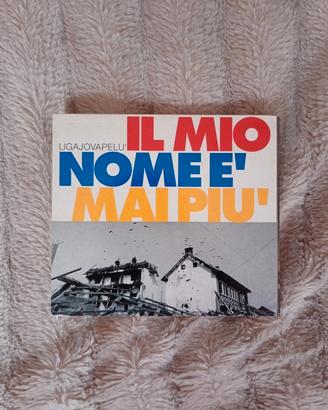 LIGAJOVAPELU' IL MIO
NOME E'
MAI PIU'